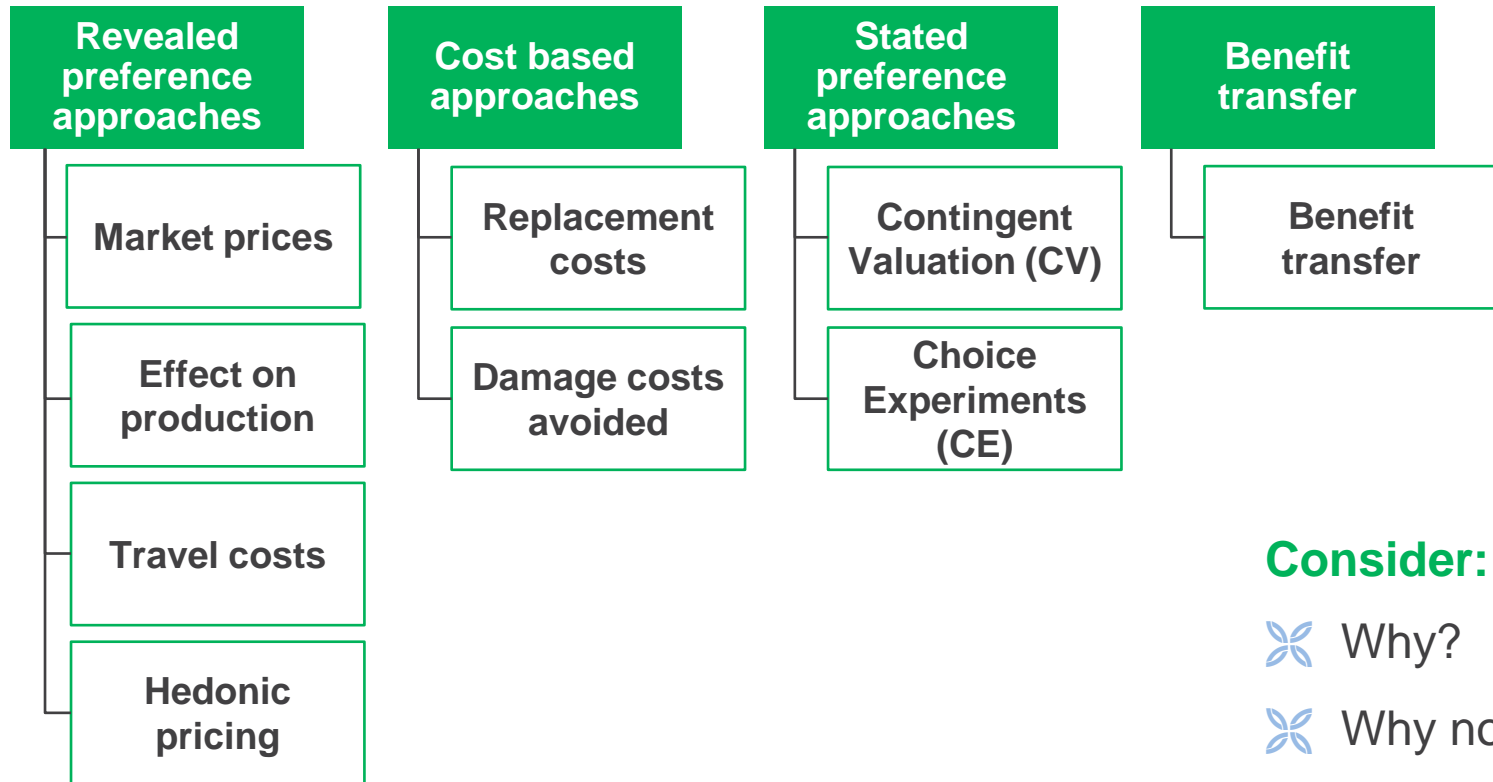 Revealed
preference
approaches
Market prices
Effect on
production
Travel costs
Hedonic
pricing
Cost based
approaches
Replacement
costs
Damage costs
avoided
Stated
preference
approaches
Contingent
Valuation (CV)
Choice
Experiments
(CE)
Benefit
transfer
Benefit
transfer
Consider:
Why?
Why